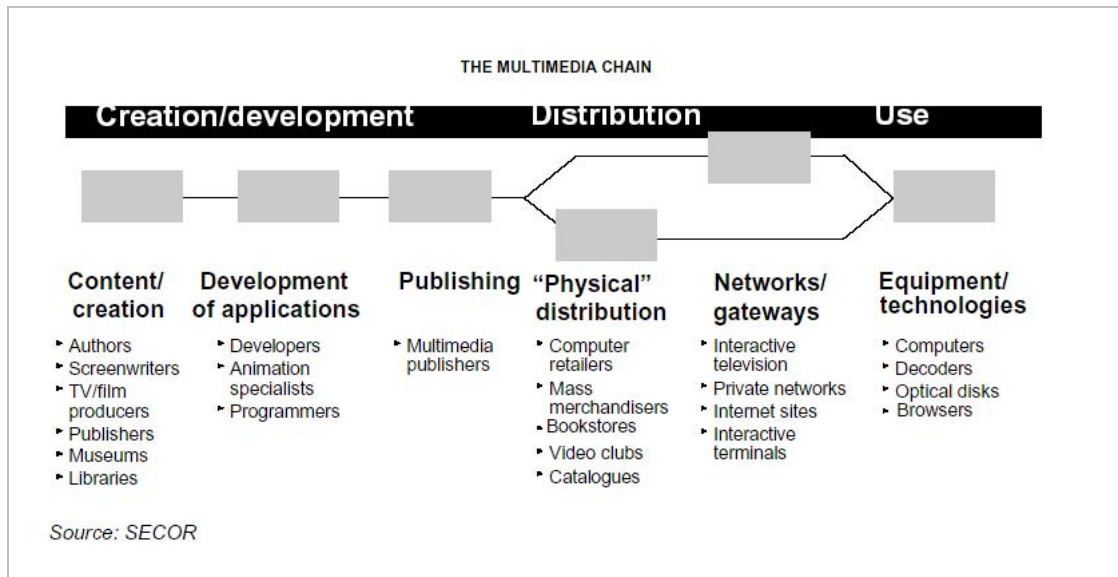 THE MULTIMEDIA CHAIN
Creation/development Distribution Use
Content/
creation
Authors
Screenwriters
TV/film
producers
Publishers
Museums
Libraries
Development
of applications
Developers
Animation
specialists
Programmers
Publishing
Multimedia
publishers
“Physical”
distribution
Computer
retailers
Mass
merchandisers
Bookstores
Video clubs
Catalogues
Networks/
gateways
Interactive
television
Private networks
Internet sites
Interactive
terminals
Equipment/
technologies
Computers
Decoders
Optical disks
Browsers
Source: SECOR